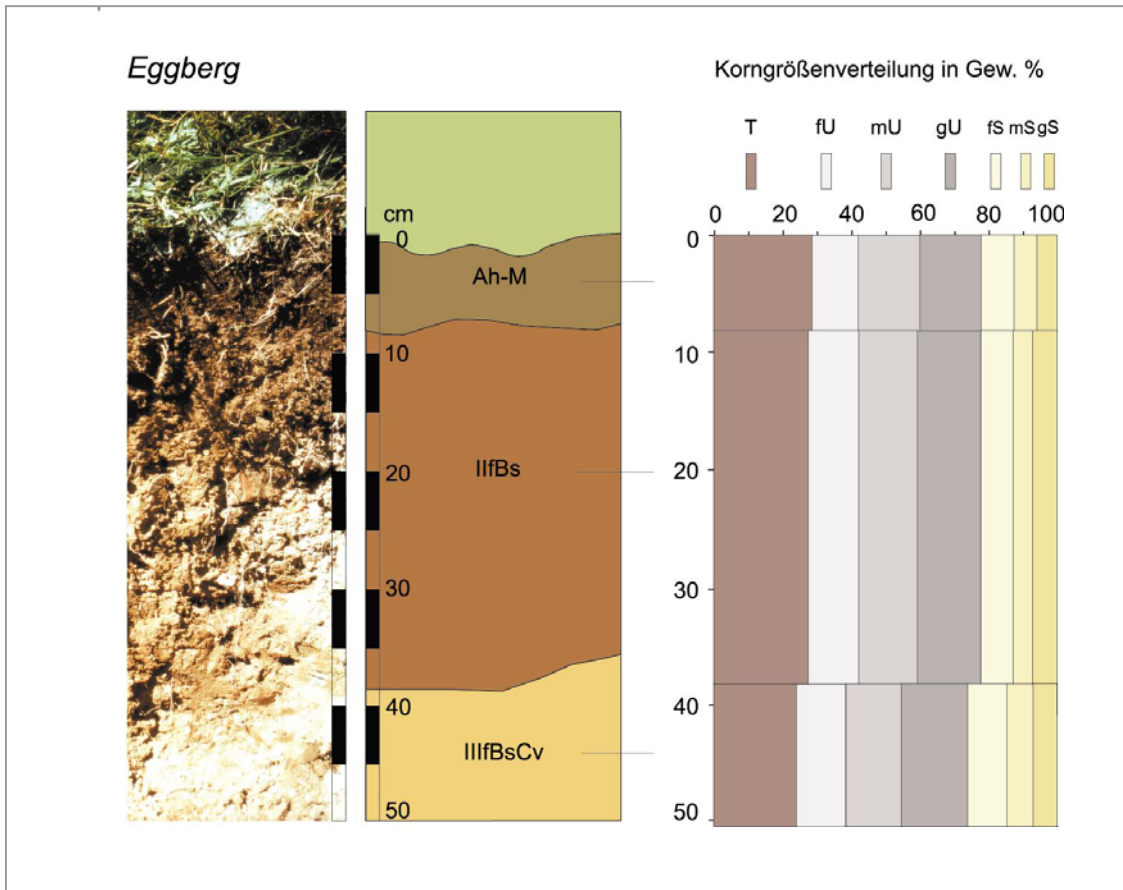 Eggberg
Korngrößenverteilung in Gew. %
T fU mU gU fS mS gS
cm
0
Ah-M
10
IIfBs
20
30
40
IIIfBsCv
50
0 20 40 60 80 100
0
10
20
30
40
50